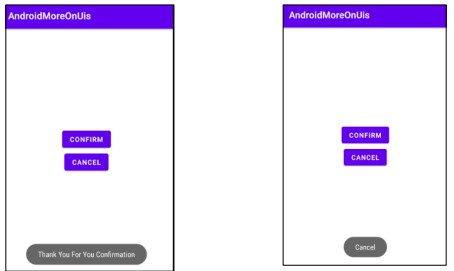 AndroidMoreOnUis
CONFIRM
CANCEL
Thank You For You Confirmation
AndroidMoreOnUis
CONFIRM
CANCEL
Cancel